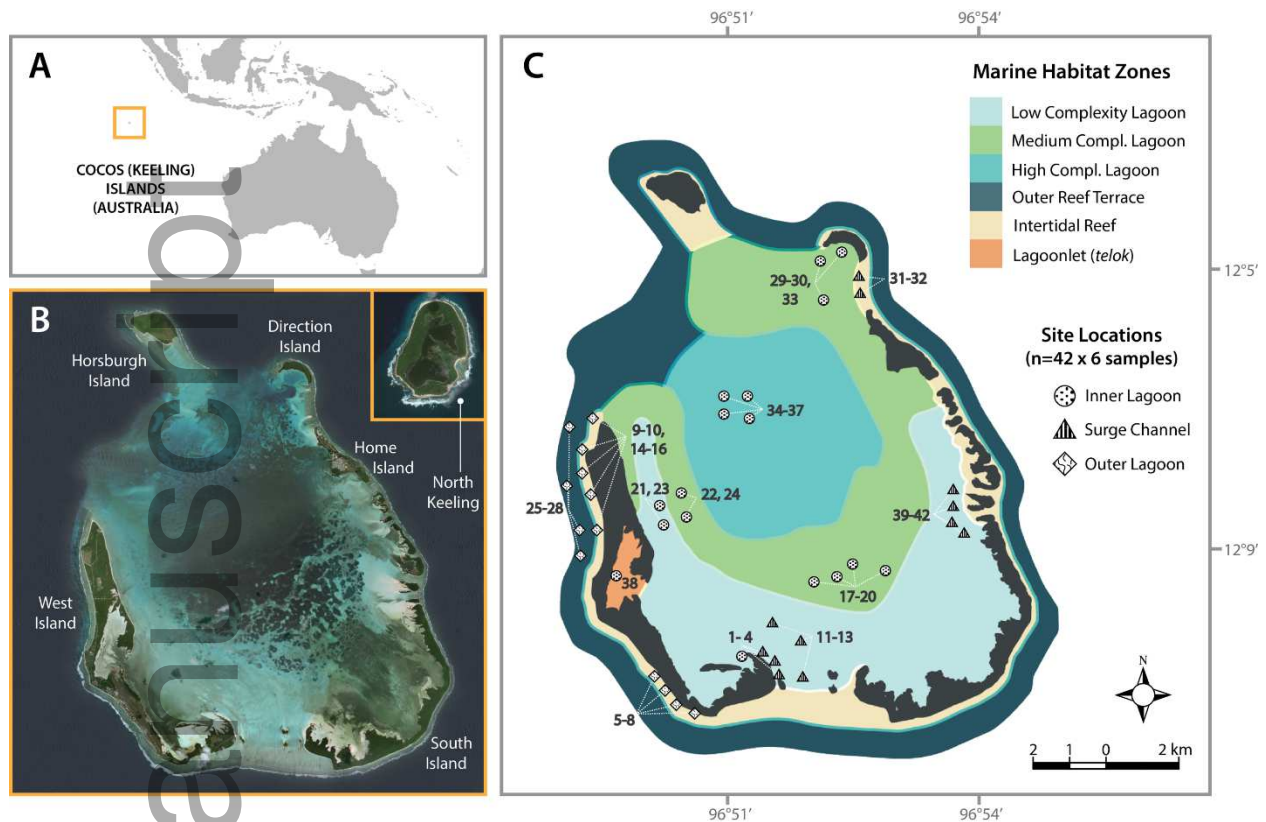 A
COCOS (KEELING)
ISLANDS
(AUSTRALIA)
B
Horsburgh
Island
Direction
Island
Home
Island
North
Keeling
West
Island
South
Island
anuscript
96°51'
96°54'
C
Marine Habitat Zones
Low Complexity Lagoon
Medium Compl. Lagoon
High Compl. Lagoon
Outer Reef Terrace
Intertidal Reef
Lagoonlet (telok)
12°5'
Site Locations
(n=42 x 6 samples)
Inner Lagoon
Surge Channel
Outer Lagoon
29-30,
33
31-32
34-37
9-10,
14-16
21, 23
22, 24
25-28
39-42
12°9'
38
17-20
1-4
11-13
5-8
N
2 1 0 2 km
96°51'
96°54'